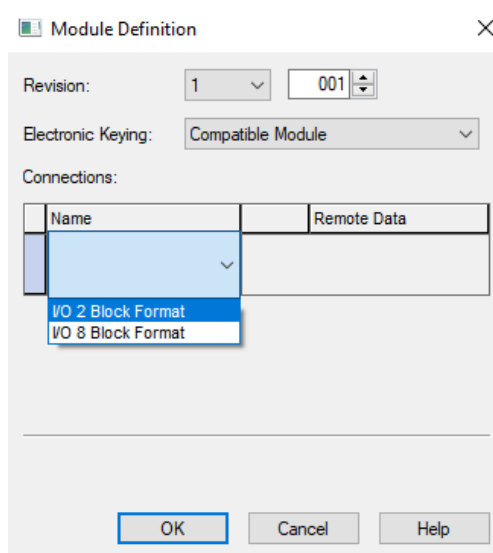 Module Definition
Revision: 1 001
Electronic Keying: Compatible Module
Connections:
Name Remote Data
I/O 2 Block Format
I/O 8 Block Format
OK Cancel Help